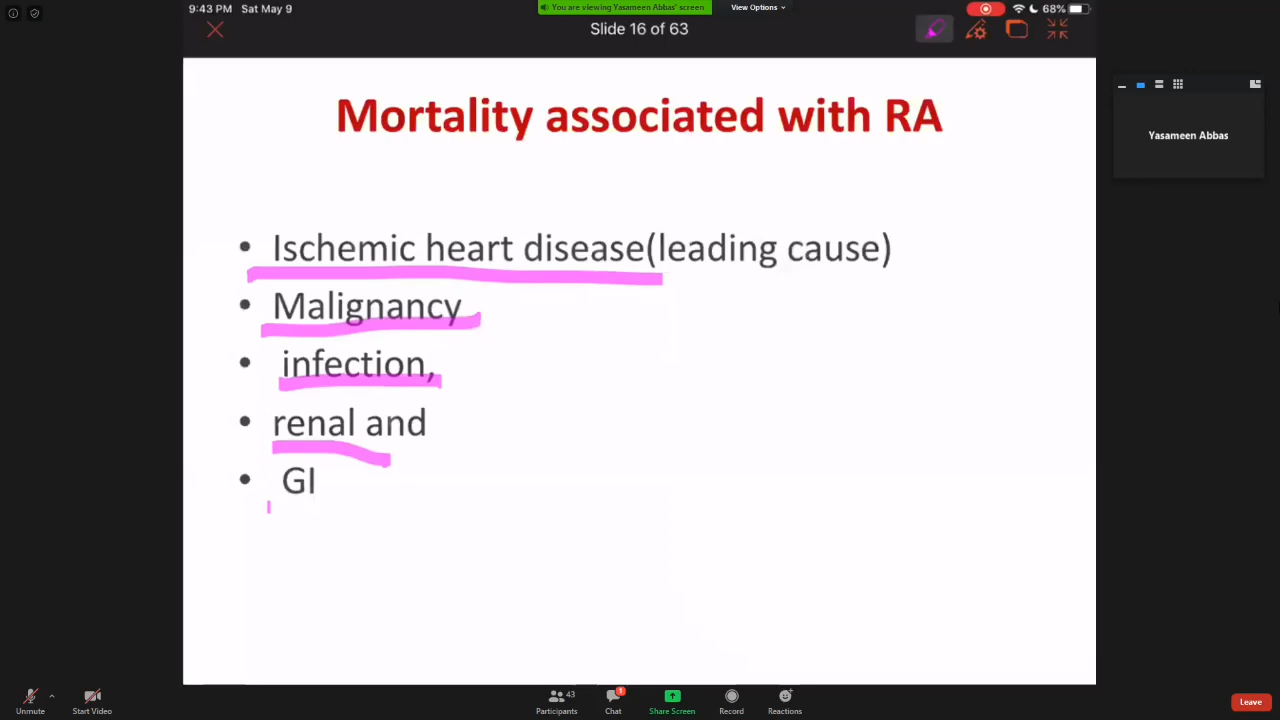 9:43 PM Sat May 9
You are viewing Yasameen Abbas' screen
View Options
68%
Slide 16 of 63
Mortality associated with RA
Yasameen Abbas
• Ischemic heart disease(leading cause)
• Malignancy
• infection,
• renal and
• GI
Unmute
Start Video
Participants
43
Chat
1
Share Screen
Record
Reactions
Leave